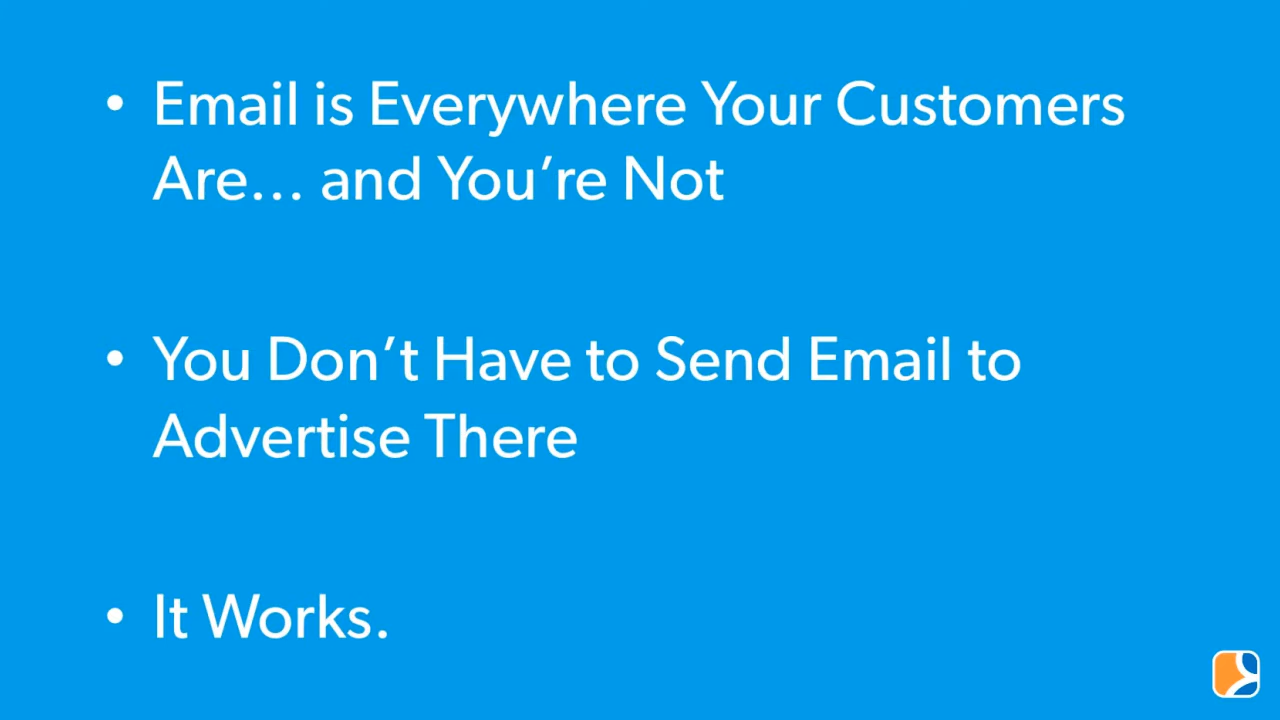 • Email is Everywhere Your Customers
Are... and You're Not
• You Don't Have to Send Email to
Advertise There
• It Works.